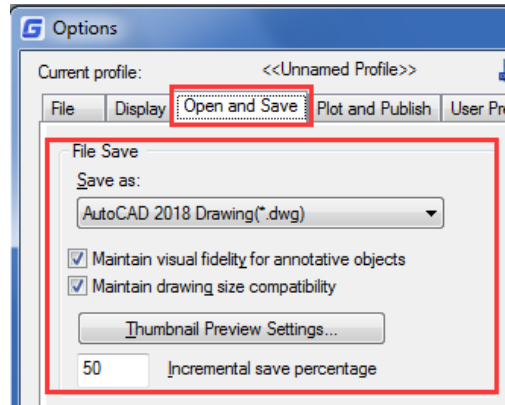 Options
Current profile: <<Unnamed Profile>>
File Display Open and Save Plot and Publish User Pr
File Save
Save as:
AutoCAD 2018 Drawing(*.dwg)
Maintain visual fidelity for annotative objects
Maintain drawing size compatibility
Thumbnail Preview Settings...
50 Incremental save percentage